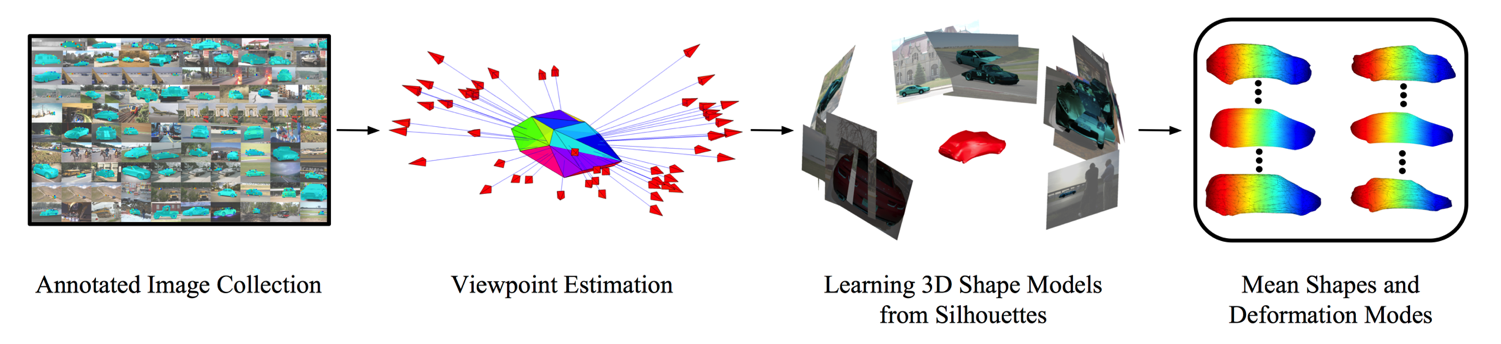 Annotated Image Collection
Viewpoint Estimation
Learning 3D Shape Models
from Silhouettes
Mean Shapes and
Deformation Modes